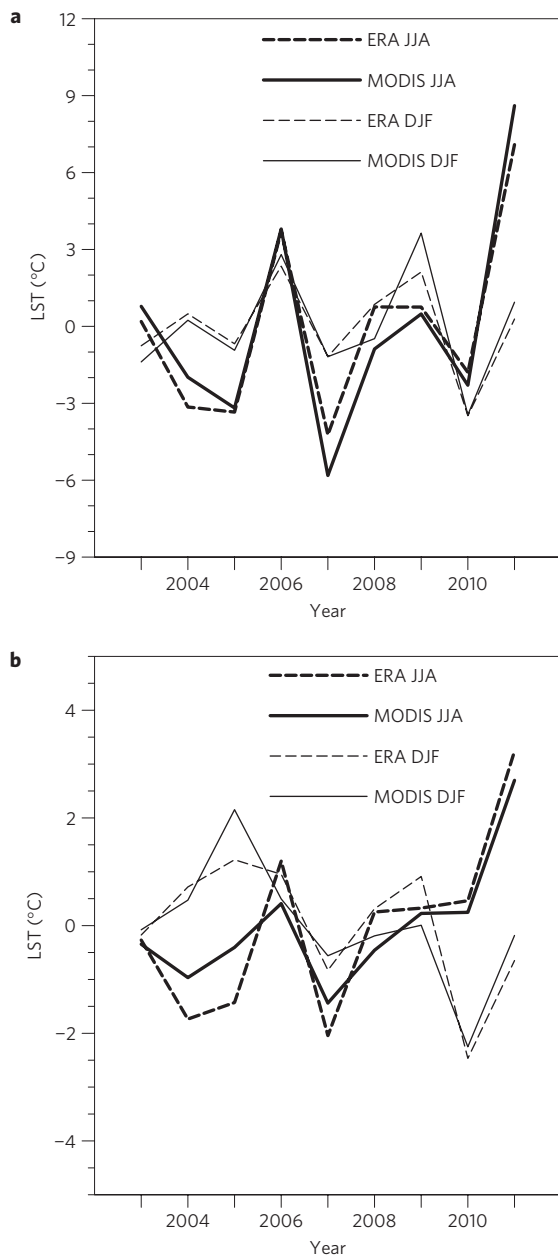 a
12
9
6
3
0
−3
−6
−9
LST (°C)
ERA JJA
MODIS JJA
ERA DJF
MODIS DJF
2004 2006 2008 2010
Year
b
4
2
0
−2
−4
LST (°C)
ERA JJA
MODIS JJA
ERA DJF
MODIS DJF
2004 2006 2008 2010
Year